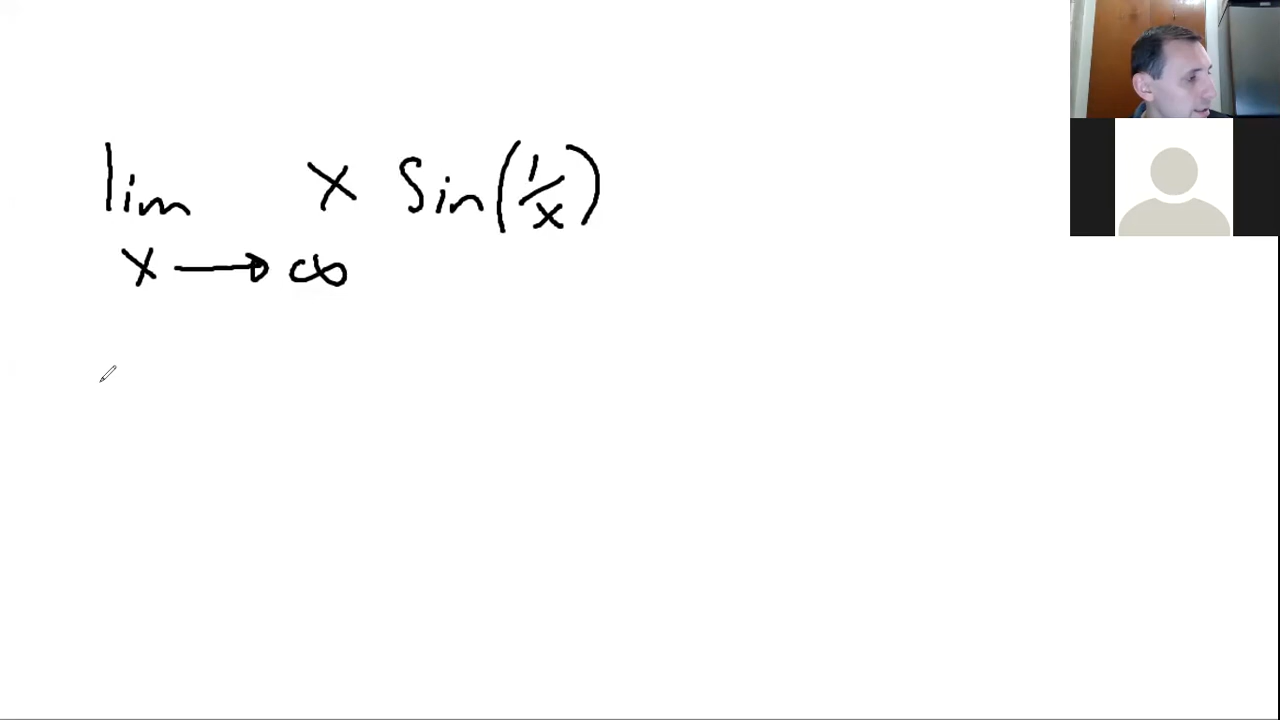 lim x Sin(1/x)
x → ∞